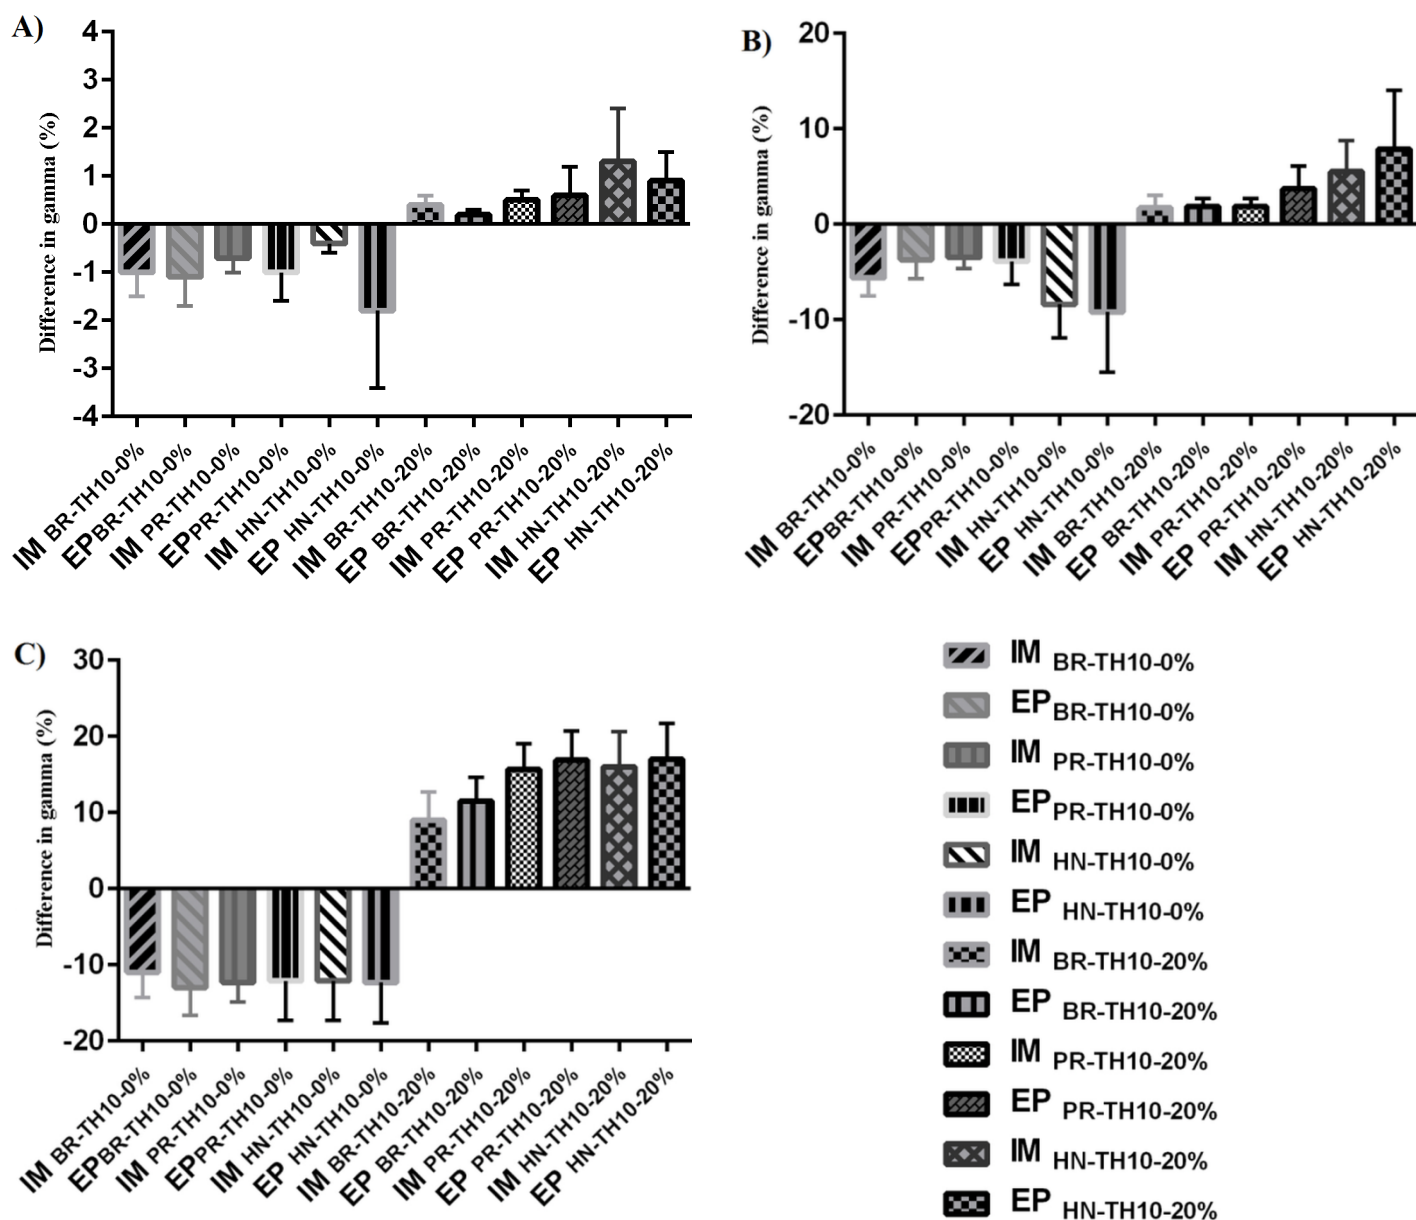 A)
Difference in gamma (%)
4
3
2
1
0
-1
-2
-3
-4
IM BR-TH10-0%
EPBR-TH10-0%
IM PR-TH10-0%
EPPR-TH10-0%
IM HN-TH10-0%
EP HN-TH10-0%
IM BR-TH10-20%
EP BR-TH10-20%
IM PR-TH10-20%
EP PR-TH10-20%
IM HN-TH10-20%
EP HN-TH10-20%
B)
Difference in gamma (%)
20
10
0
-10
-20
IM BR-TH10-0%
EPBR-TH10-0%
IM PR-TH10-0%
EPPR-TH10-0%
IM HN-TH10-0%
EP HN-TH10-0%
IM BR-TH10-20%
EP BR-TH10-20%
IM PR-TH10-20%
EP PR-TH10-20%
IM HN-TH10-20%
EP HN-TH10-20%
C)
Difference in gamma (%)
30
20
10
0
-10
-20
IM BR-TH10-0%
EPBR-TH10-0%
IM PR-TH10-0%
EPPR-TH10-0%
IM HN-TH10-0%
EP HN-TH10-0%
IM BR-TH10-20%
EP BR-TH10-20%
IM PR-TH10-20%
EP PR-TH10-20%
IM HN-TH10-20%
EP HN-TH10-20%
IM BR-TH10-0%
EPBR-TH10-0%
IM PR-TH10-0%
EPPR-TH10-0%
IM HN-TH10-0%
EP HN-TH10-0%
IM BR-TH10-20%
EP BR-TH10-20%
IM PR-TH10-20%
EP PR-TH10-20%
IM HN-TH10-20%
EP HN-TH10-20%